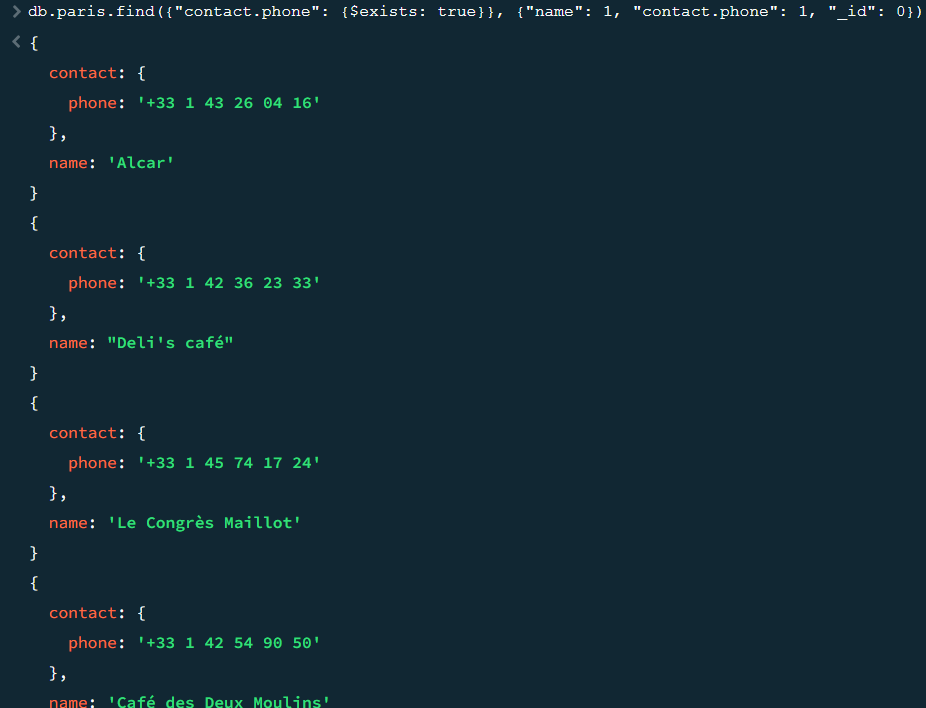 > db.paris.find({"contact.phone": {$exists: true}}, {"name": 1, "contact.phone": 1, "_id": 0})
< {
contact: {
phone: '+33 1 43 26 04 16'
},
name: 'Alcar'
}
{
contact: {
phone: '+33 1 42 36 23 33'
},
name: "Deli's café"
}
{
contact: {
phone: '+33 1 45 74 17 24'
},
name: 'Le Congrès Maillot'
}
{
contact: {
phone: '+33 1 42 54 90 50'
},
name: 'Café des Deux Moulins'